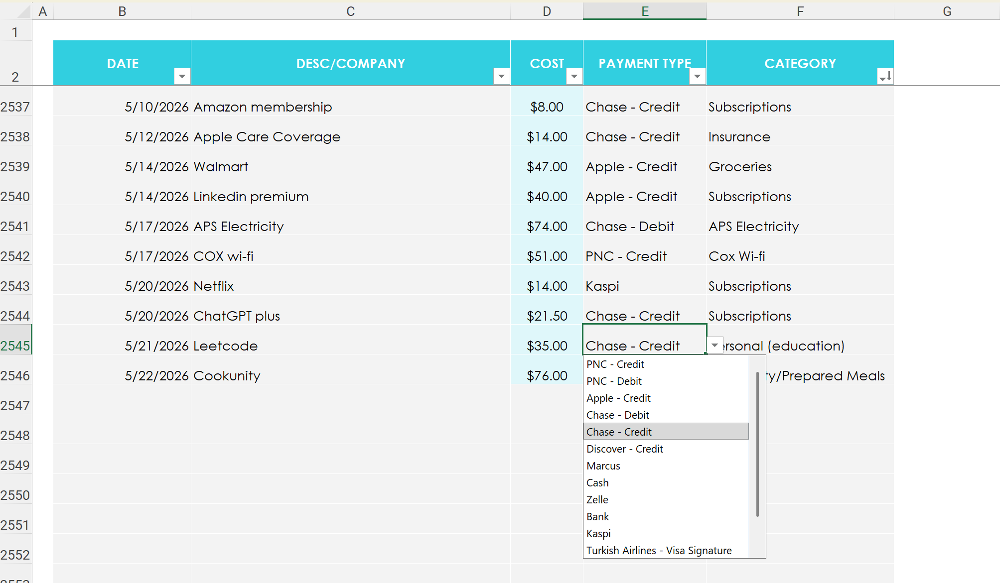 A B C D E F G
1
2 DATE DESC/COMPANY COST PAYMENT TYPE CATEGORY
2537 5/10/2026 Amazon membership $8.00 Chase - Credit Subscriptions
2538 5/12/2026 Apple Care Coverage $14.00 Chase - Credit Insurance
2539 5/14/2026 Walmart $47.00 Apple - Credit Groceries
2540 5/14/2026 Linkedin premium $40.00 Apple - Credit Subscriptions
2541 5/17/2026 APS Electricity $74.00 Chase - Debit APS Electricity
2542 5/17/2026 COX wi-fi $51.00 PNC - Credit Cox Wi-fi
2543 5/20/2026 Netflix $14.00 Kaspi Subscriptions
2544 5/20/2026 ChatGPT plus $21.50 Chase - Credit Subscriptions
2545 5/21/2026 Leetcode $35.00 Chase - Credit ersonal (education)
2546 5/22/2026 Cookunity $76.00 ty/Prepared Meals
PNC - Credit
PNC - Debit
Apple - Credit
Chase - Debit
Chase - Credit
Discover - Credit
Marcus
Cash
Zelle
Bank
Kaspi
Turkish Airlines - Visa Signature
2547
2548
2549
2550
2551
2552